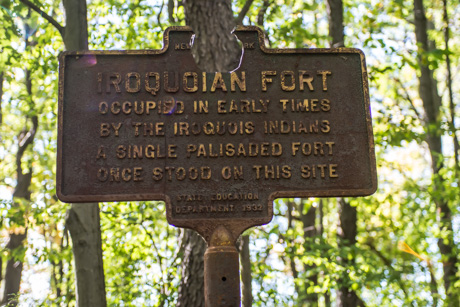 IROQUOIAN FORT
OCCUPIED IN EARLY TIMES
BY THE IROQUOIS INDIANS
A SINGLE PALISADED FORT
ONCE STOOD ON THIS SITE
STATE EDUCATION
DEPARTMENT 1932